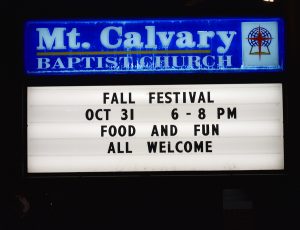 Mt. Calvary
BAPTIST CHURCH
FALL FESTIVAL
OCT 31 6-8 PM
FOOD AND FUN
ALL WELCOME